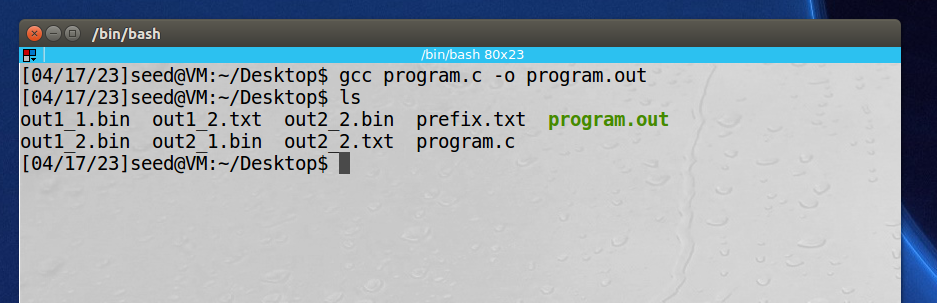 /bin/bash
/bin/bash 80x23
[04/17/23]seed@VM:~/Desktop$ gcc program.c -o program.out
[04/17/23]seed@VM:~/Desktop$ ls
out1_1.bin  out1_2.txt  out2_2.bin  prefix.txt  program.out
out1_2.bin  out2_1.bin  out2_2.txt  program.c
[04/17/23]seed@VM:~/Desktop$